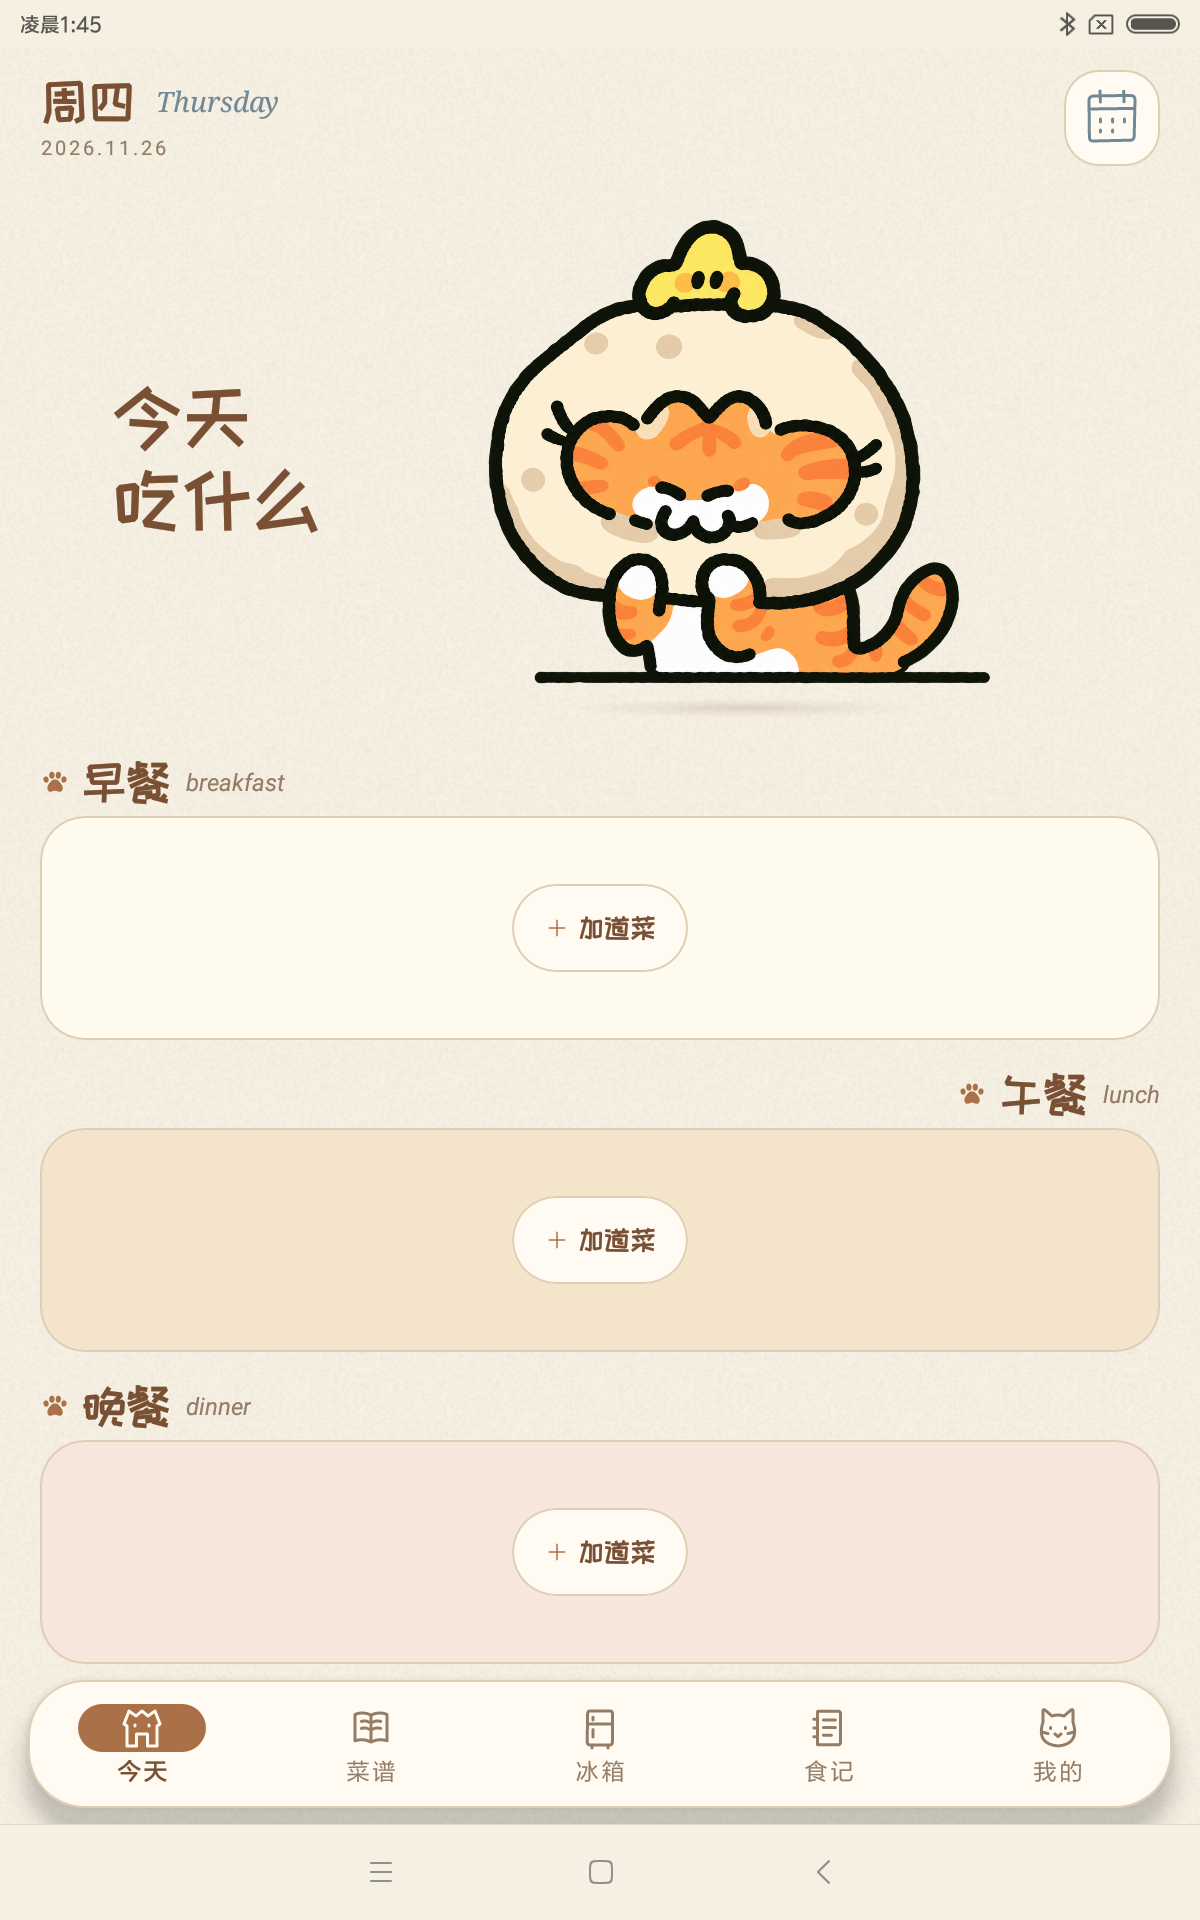 凌晨1:45
周四 Thursday
2026.11.26
今天
吃什么
早餐 breakfast
+ 加道菜
午餐 lunch
+ 加道菜
晚餐 dinner
+ 加道菜
今天 菜谱 冰箱 食记 我的